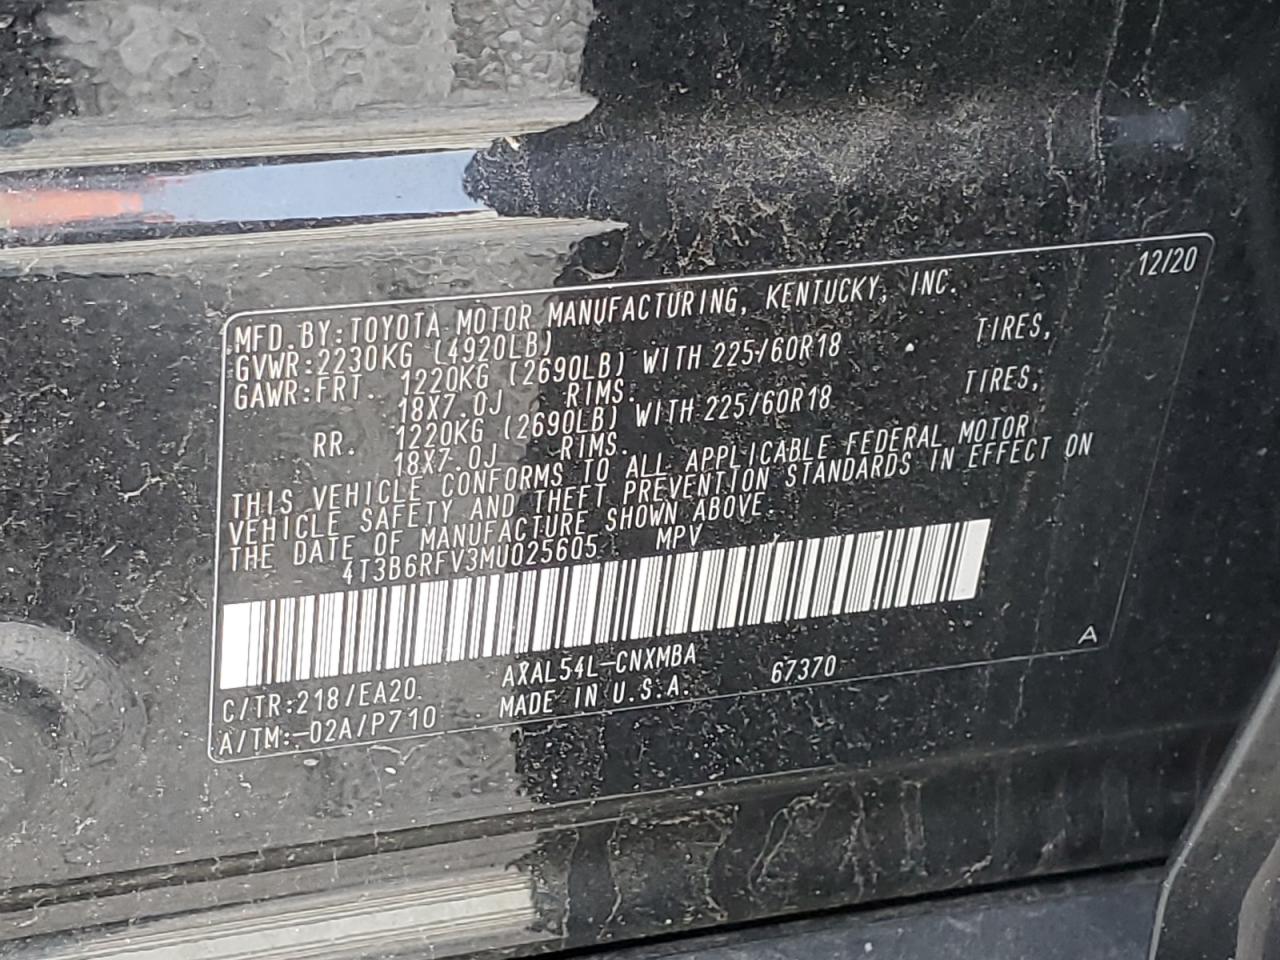 12/20
MFD. BY: TOYOTA MOTOR MANUFACTURING, KENTUCKY, INC.
GVWR: 2230KG (4920LB)
GAWR: FRT. 1220KG (2690LB) WITH 225/60R18 TIRES,
18X7.0J RIMS.
RR. 1220KG (2690LB) WITH 225/60R18 TIRES,
18X7.0J RIMS.
THIS VEHICLE CONFORMS TO ALL APPLICABLE FEDERAL MOTOR
VEHICLE SAFETY AND THEFT PREVENTION STANDARDS IN EFFECT ON
THE DATE OF MANUFACTURE SHOWN ABOVE.
4T3B6RFV3MU025605 MPV
A
C/TR: 218/EA20 AXAL54L-CNXMBA
A/TM: -02A/P710 MADE IN U.S.A. 67370